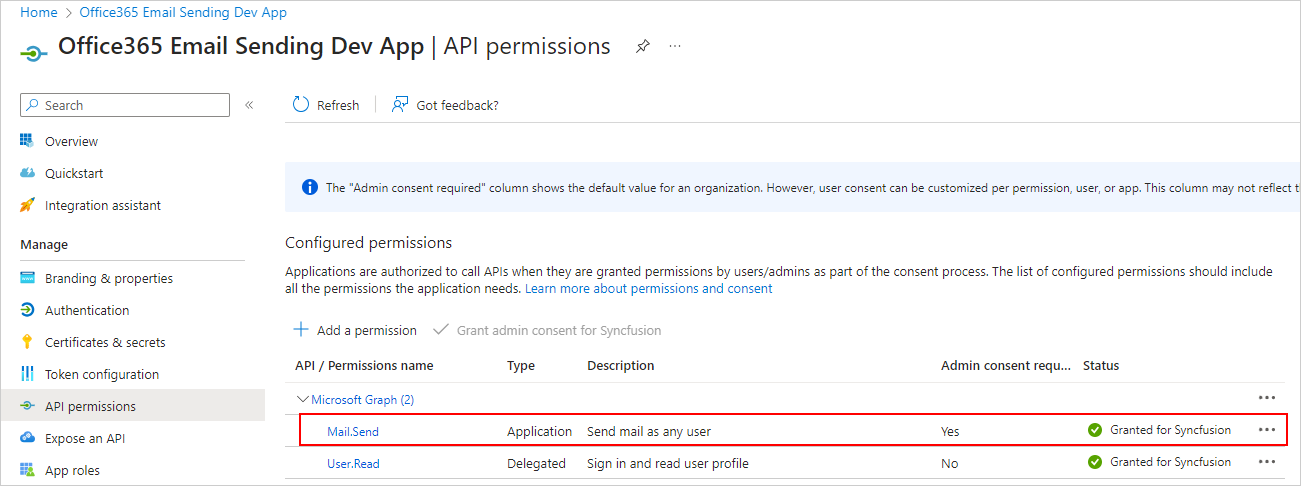 Home > Office365 Email Sending Dev App
Office365 Email Sending Dev App | API permissions
Search
Refresh
Got feedback?
Overview
Quickstart
Integration assistant
Manage
Branding & properties
Authentication
Certificates & secrets
Token configuration
API permissions
Expose an API
App roles
The "Admin consent required" column shows the default value for an organization. However, user consent can be customized per permission, user, or app. This column may not reflect t
Configured permissions
Applications are authorized to call APIs when they are granted permissions by users/admins as part of the consent process. The list of configured permissions should include
all the permissions the application needs. Learn more about permissions and consent
Add a permission
Grant admin consent for Syncfusion
API / Permissions name Type Description Admin consent requ... Status
Microsoft Graph (2)
Mail.Send Application Send mail as any user Yes Granted for Syncfusion
User.Read Delegated Sign in and read user profile No Granted for Syncfusion